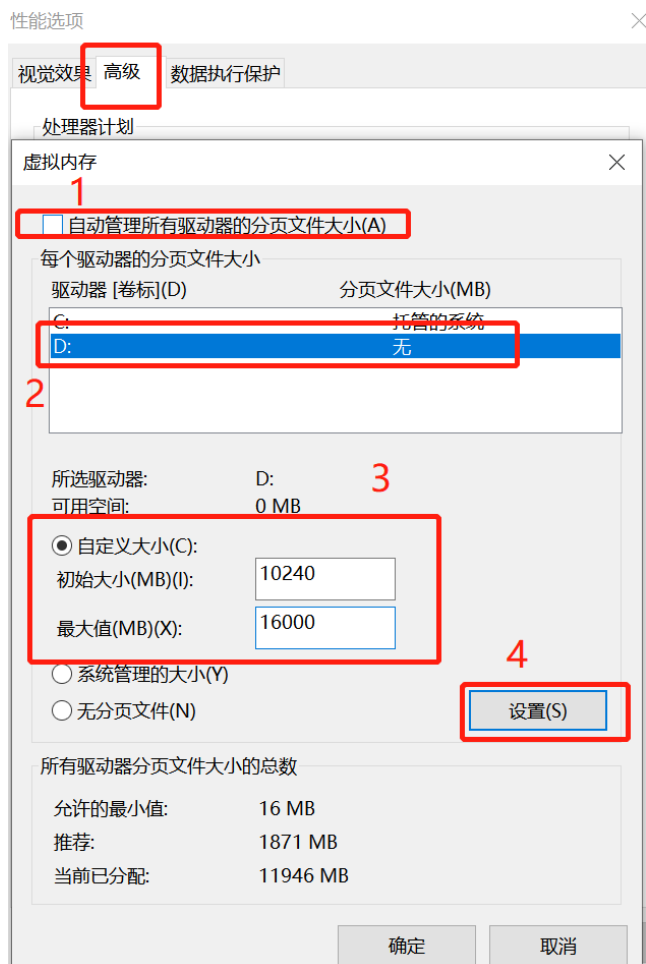 性能选项
视觉效果 高级 数据执行保护
处理器计划
虚拟内存
1
自动管理所有驱动器的分页文件大小(A)
每个驱动器的分页文件大小
驱动器 [卷标](D) 分页文件大小(MB)
C: 托管的系统
D: 无
2
所选驱动器: D:
3
可用空间: 0 MB
自定义大小(C):
初始大小(MB)(I): 10240
最大值(MB)(X): 16000
4
系统管理的大小(Y)
无分页文件(N) 设置(S)
所有驱动器分页文件大小的总数
允许的最小值: 16 MB
推荐: 1871 MB
当前已分配: 11946 MB
确定 取消